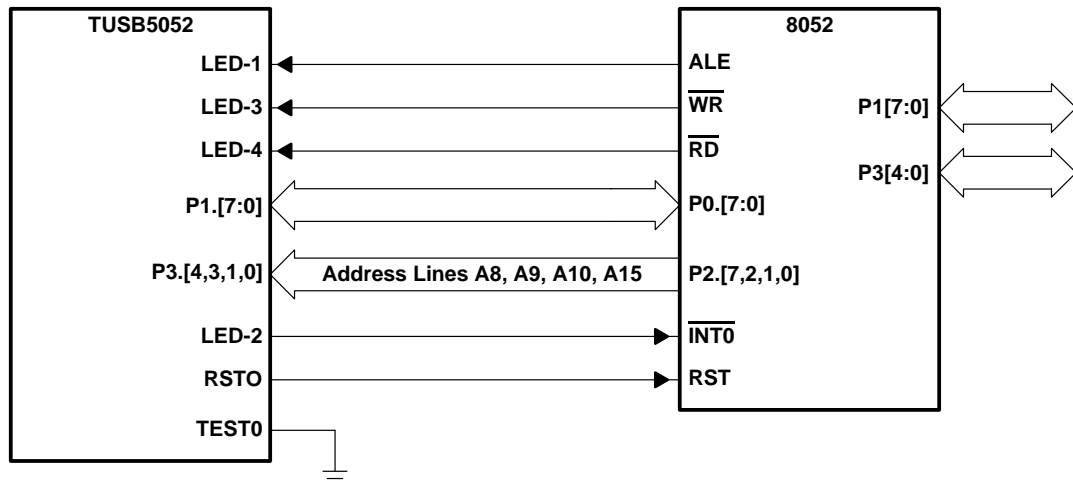 TUSB5052
8052
LED-1
ALE
LED-3
WR
P1[7:0]
LED-4
RD
P3[4:0]
P1.[7:0]
P0.[7:0]
P3.[4,3,1,0]
Address Lines A8, A9, A10, A15
P2.[7,2,1,0]
LED-2
INT0
RSTO
RST
TEST0